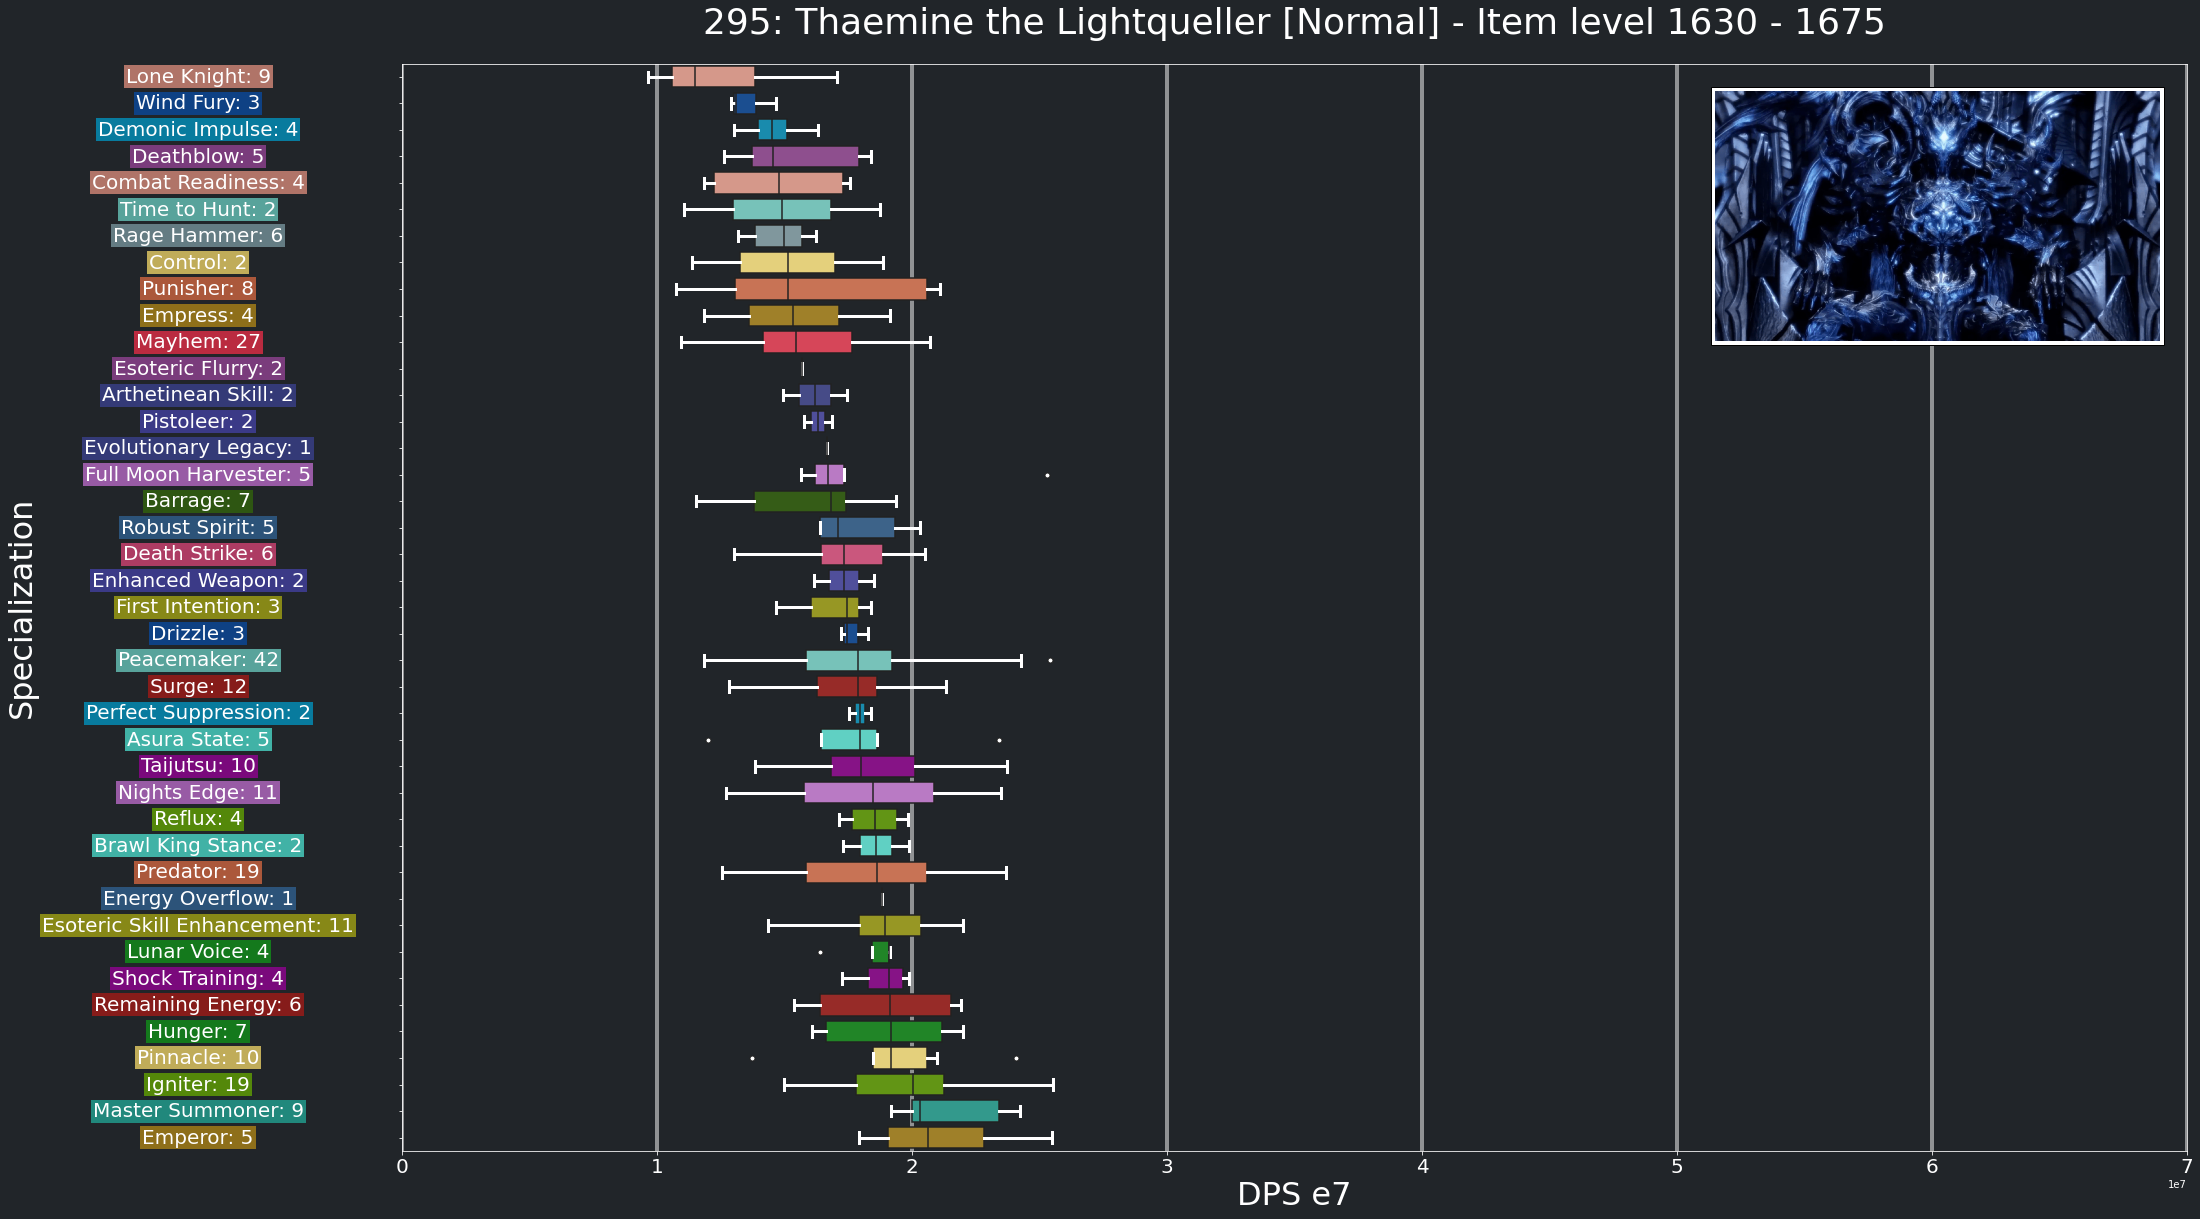 295: Thaemine the Lightqueller [Normal] - Item level 1630 - 1675
Specialization
Lone Knight: 9
Wind Fury: 3
Demonic Impulse: 4
Deathblow: 5
Combat Readiness: 4
Time to Hunt: 2
Rage Hammer: 6
Control: 2
Punisher: 8
Empress: 4
Mayhem: 27
Esoteric Flurry: 2
Arthetinean Skill: 2
Pistoleer: 2
Evolutionary Legacy: 1
Full Moon Harvester: 5
Barrage: 7
Robust Spirit: 5
Death Strike: 6
Enhanced Weapon: 2
First Intention: 3
Drizzle: 3
Peacemaker: 42
Surge: 12
Perfect Suppression: 2
Asura State: 5
Taijutsu: 10
Nights Edge: 11
Reflux: 4
Brawl King Stance: 2
Predator: 19
Energy Overflow: 1
Esoteric Skill Enhancement: 11
Lunar Voice: 4
Shock Training: 4
Remaining Energy: 6
Hunger: 7
Pinnacle: 10
Igniter: 19
Master Summoner: 9
Emperor: 5
0 1 2 3 4 5 6 7
1e7
DPS e7